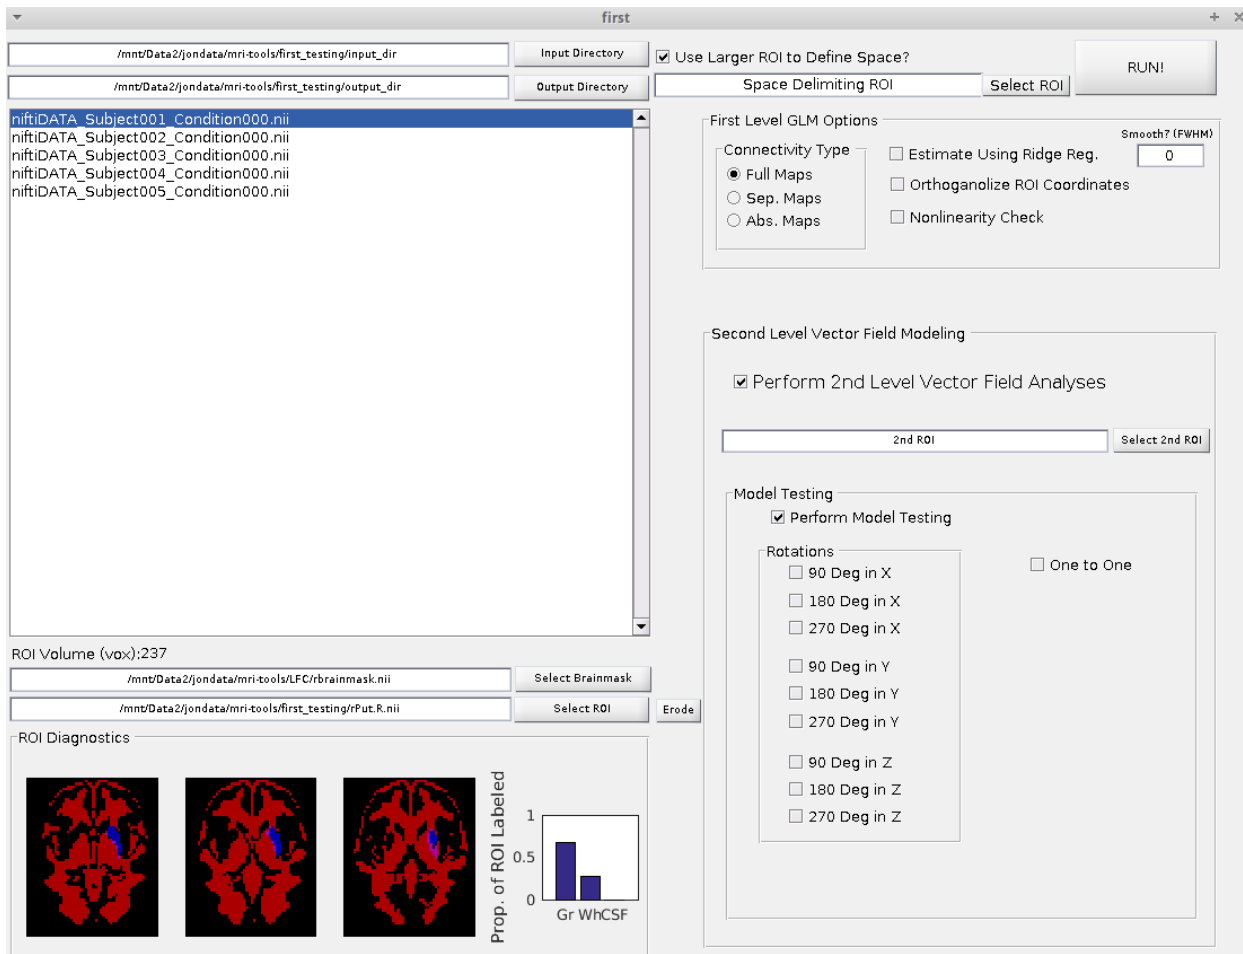 first
/mnt/Data2/jondata/mri-tools/first_testing/input_dir
Input Directory
/mnt/Data2/jondata/mri-tools/first_testing/output_dir
Output Directory
Use Larger ROI to Define Space?
Space Delimiting ROI
Select ROI
RUN!
niftiDATA_Subject001_Condition000.nii
niftiDATA_Subject002_Condition000.nii
niftiDATA_Subject003_Condition000.nii
niftiDATA_Subject004_Condition000.nii
niftiDATA_Subject005_Condition000.nii
First Level GLM Options
Connectivity Type
Full Maps
Sep. Maps
Abs. Maps
Estimate Using Ridge Reg.
Orthoganolize ROI Coordinates
Nonlinearity Check
Smooth? (FWHM)
0
Second Level Vector Field Modeling
Perform 2nd Level Vector Field Analyses
2nd ROI
Select 2nd ROI
Model Testing
Perform Model Testing
Rotations
90 Deg in X
180 Deg in X
270 Deg in X
90 Deg in Y
180 Deg in Y
270 Deg in Y
90 Deg in Z
180 Deg in Z
270 Deg in Z
One to One
ROI Volume (vox):237
/mnt/Data2/jondata/mri-tools/LFC/rbrainmask.nii
Select Brainmask
/mnt/Data2/jondata/mri-tools/first_testing/rPut.R.nii
Select ROI
Erode
ROI Diagnostics
Prop. of ROI Labeled
1
0.5
0
Gr WhCSF